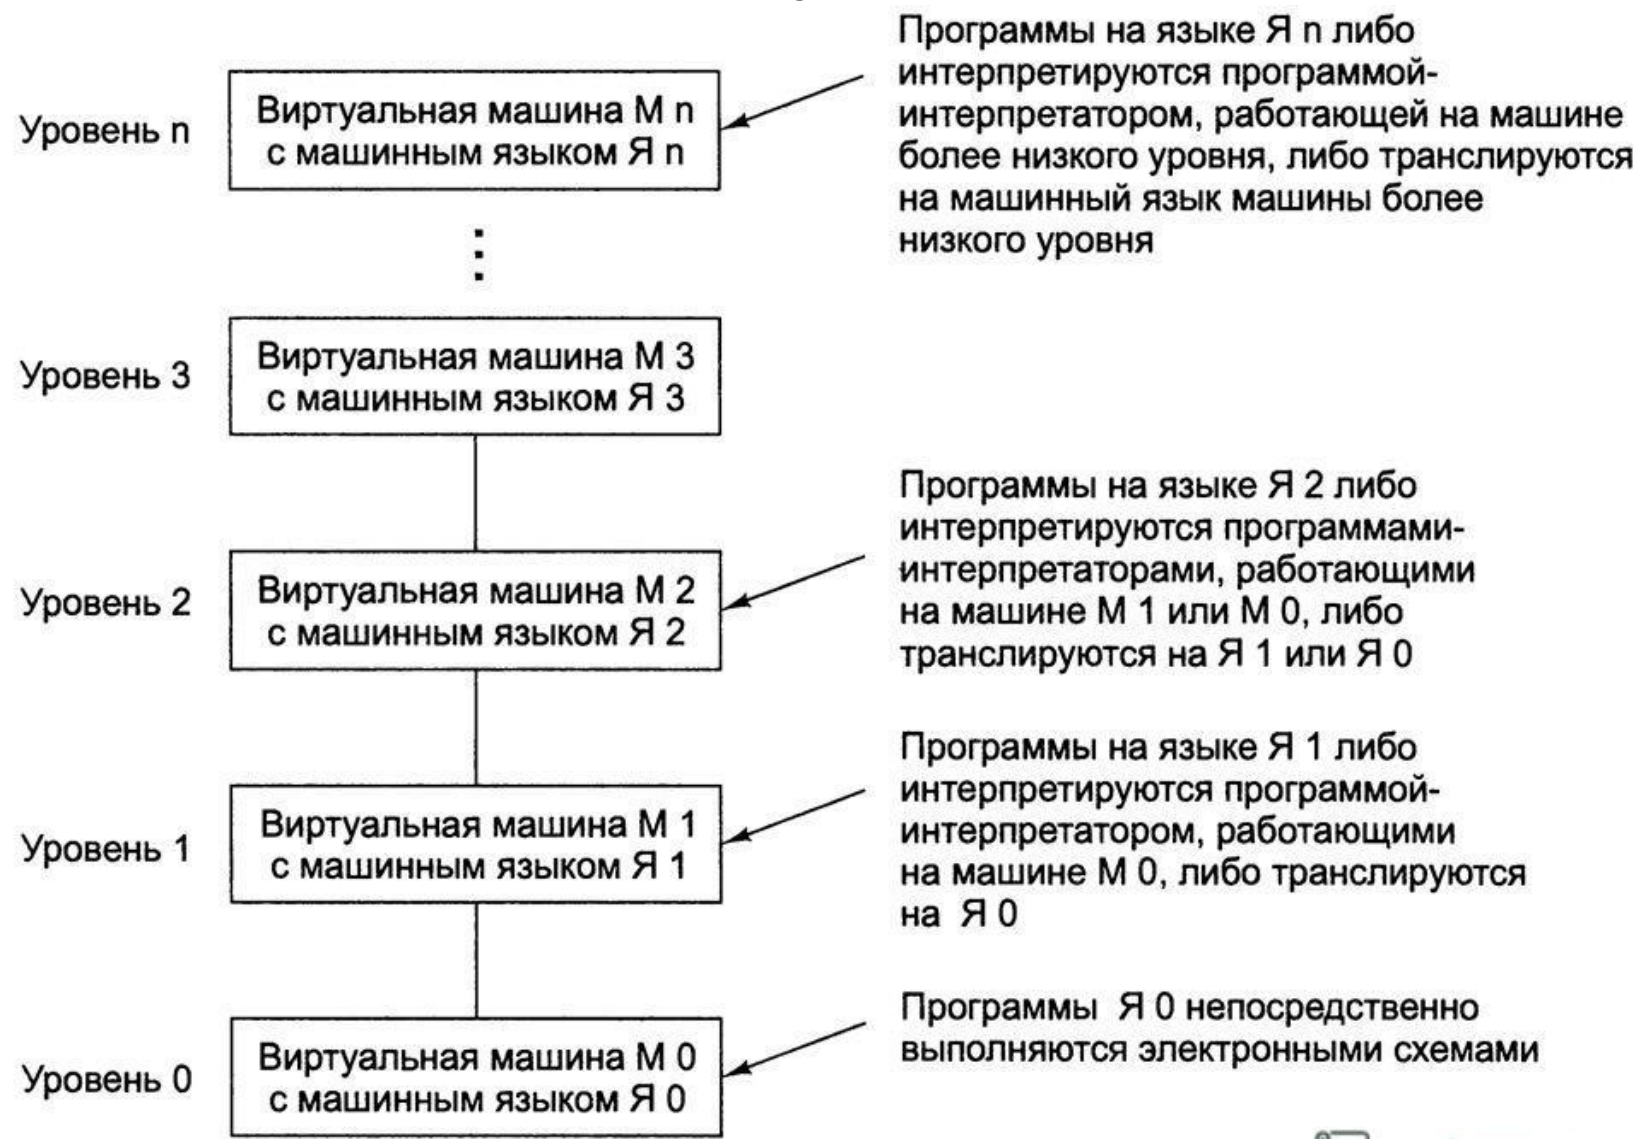 Программы на языке Я n либо
интерпретируются программой-
интерпретатором, работающей на машине
более низкого уровня, либо транслируются
на машинный язык машины более
низкого уровня
Уровень n
Виртуальная машина М n
с машинным языком Я n
Уровень 3
Виртуальная машина М 3
с машинным языком Я 3
Программы на языке Я 2 либо
интерпретируются программами-
интерпретаторами, работающими
на машине М 1 или М 0, либо
транслируются на Я 1 или Я 0
Уровень 2
Виртуальная машина М 2
с машинным языком Я 2
Программы на языке Я 1 либо
интерпретируются программой-
интерпретатором, работающими
на машине М 0, либо транслируются
на Я 0
Уровень 1
Виртуальная машина М 1
с машинным языком Я 1
Программы Я 0 непосредственно
выполняются электронными схемами
Уровень 0
Виртуальная машина М 0
с машинным языком Я 0